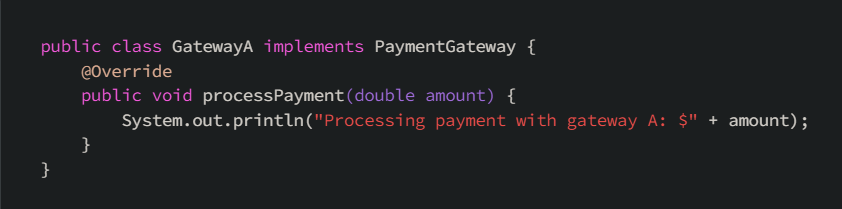 public class GatewayA implements PaymentGateway {
    @Override
    public void processPayment(double amount) {
        System.out.println("Processing payment with gateway A: $" + amount);
    }
}